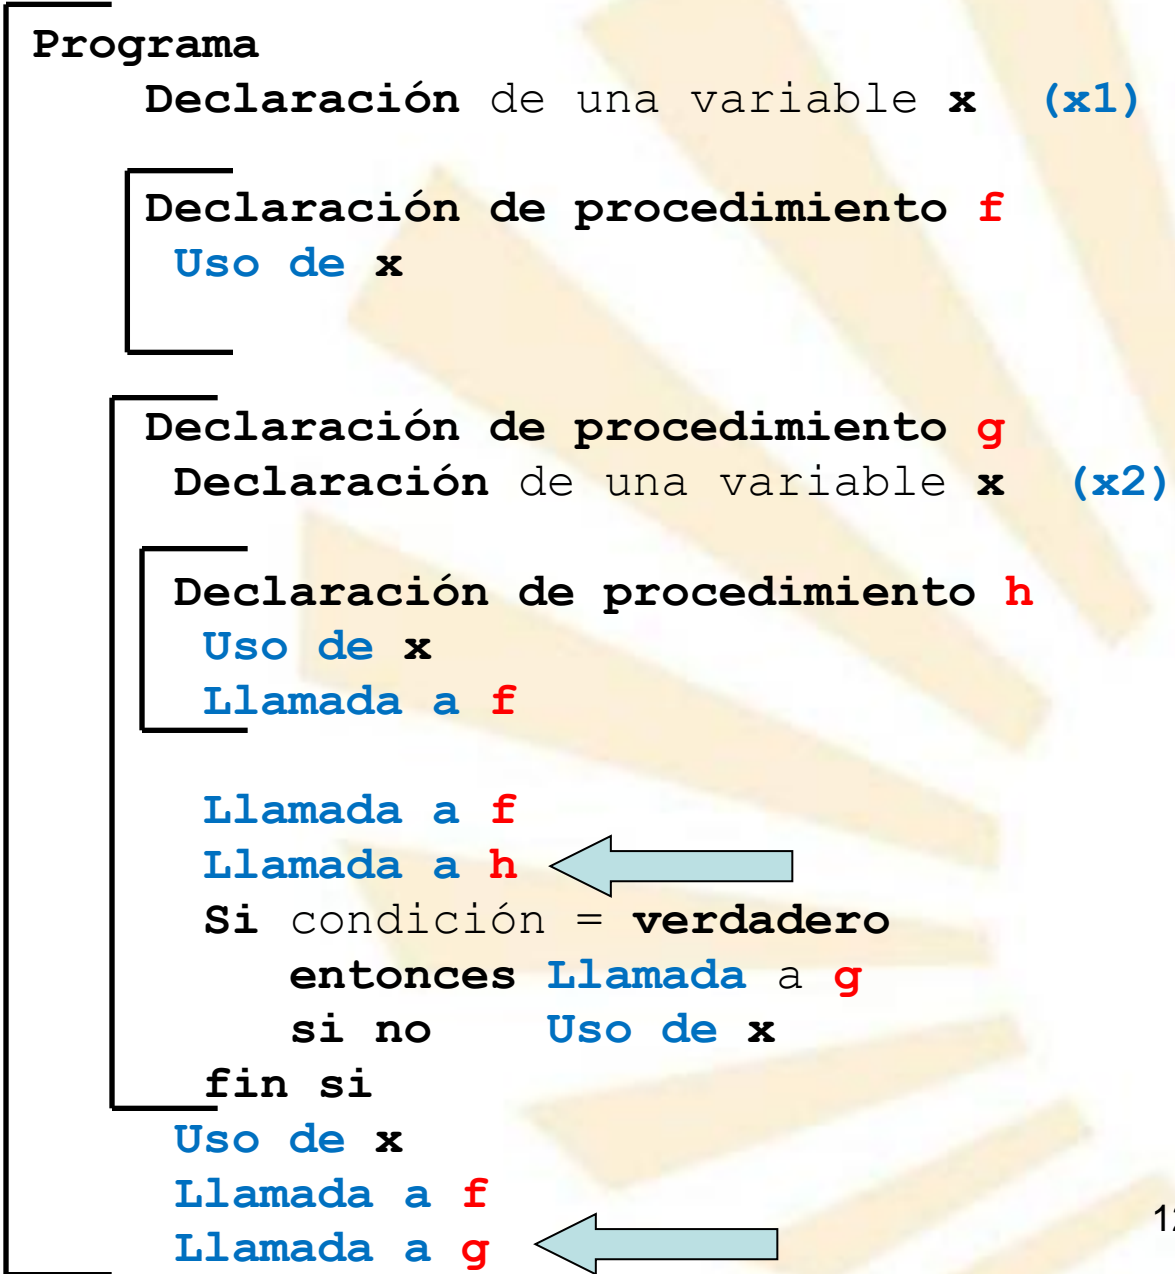 Programa
Declaración de una variable x (x1)
Declaración de procedimiento f
Uso de x
Declaración de procedimiento g
Declaración de una variable x (x2)
Declaración de procedimiento h
Uso de x
Llamada a f
Llamada a f
Llamada a h
Si condición = verdadero
entonces Llamada a g
si no Uso de x
fin si
Uso de x
Llamada a f
Llamada a g